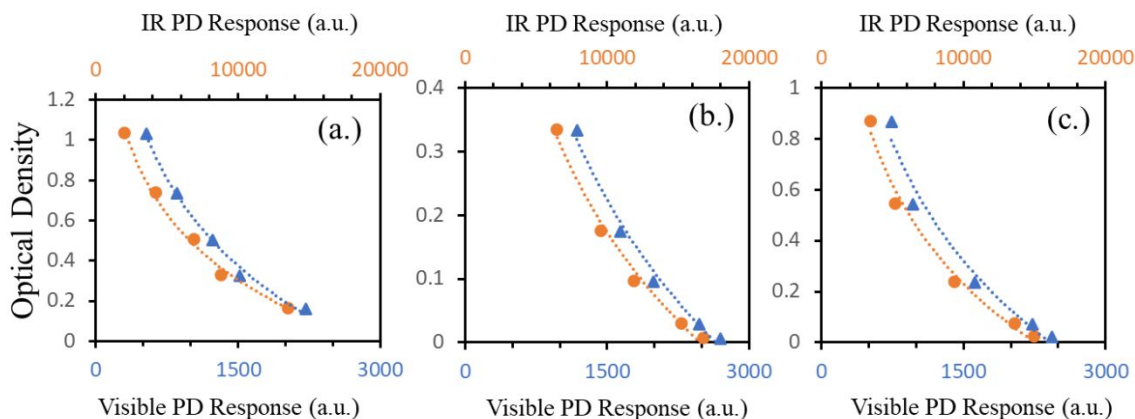 IR PD Response (a.u.) IR PD Response (a.u.) IR PD Response (a.u.)
0 10000 20000 0 10000 20000 0 10000 20000
1.2 (a.) 0.4 (b.) 1 (c.)
1 0.3 0.8
0.8 0.6
0.6 0.2
0.4 0.4
0.2 0.1 0.2
0 0 0
Optical Density
0 1500 0 1500 3000 0 1500 3000
3000
Visible PD Response (a.u.) Visible PD Response (a.u.) Visible PD Response (a.u.)